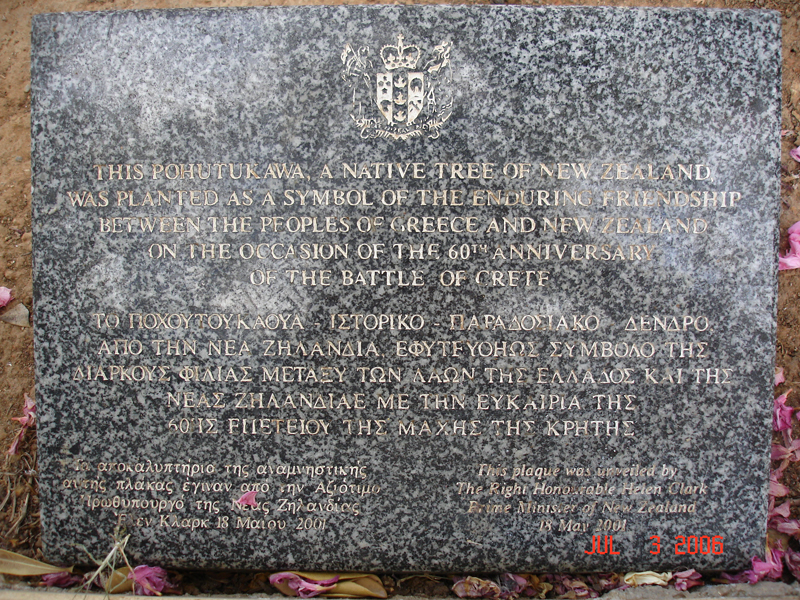 THIS POHUTUKAWA, A NATIVE TREE OF NEW ZEALAND,
WAS PLANTED AS A SYMBOL OF THE ENDURING FRIENDSHIP
BETWEEN THE PEOPLES OF GREECE AND NEW ZEALAND
ON THE OCCASION OF THE 60TH ANNIVERSARY
OF THE BATTLE OF CRETE
ΤΟ ΠΟΧΟΥΤΟΥΚΑΟΥΑ - ΙΣΤΟΡΙΚΟ - ΠΑΡΑΔΟΣΙΑΚΟ ΔΕΝΔΡΟ
ΑΠΟ ΤΗΝ ΝΕΑ ΖΗΛΑΝΔΙΑ ΕΦΥΤΕΥΘΗ ΩΣ ΣΥΜΒΟΛΟ ΤΗΣ
ΔΙΑΡΚΟΥΣ ΦΙΛΙΑΣ ΜΕΤΑΞΥ ΤΩΝ ΛΑΩΝ ΤΗΣ ΕΛΛΑΔΟΣ ΚΑΙ ΤΗΣ
ΝΕΑΣ ΖΗΛΑΝΔΙΑΣ ΜΕ ΤΗΝ ΕΥΚΑΙΡΙΑ ΤΗΣ
60ΗΣ ΕΠΕΤΕΙΟΥ ΤΗΣ ΜΑΧΗΣ ΤΗΣ ΚΡΗΤΗΣ
Το αποκαλυπτήριο της αναμνηστικής
αυτής πλάκας έγιναν από την Αξιότιμο
Πρωθυπουργό της Νέας Ζηλανδίας
Έλεν Κλαρκ 18 Μαΐου 2001
This plaque was unveiled by
The Right Honourable Helen Clark
Prime Minister of New Zealand
18 May 2001
JUL 3 2006